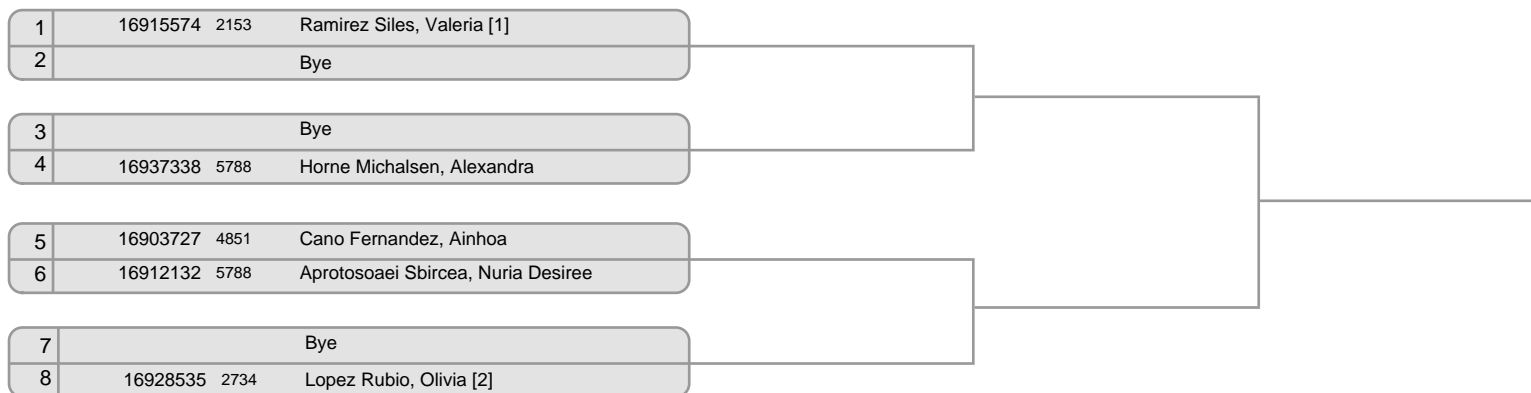 1 16915574 2153 Ramirez Siles, Valeria [1]
2 Bye
3 Bye
4 16937338 5788 Horne Michalsen, Alexandra
5 16903727 4851 Cano Fernandez, Ainhoa
6 16912132 5788 Aprotosoaei Sbircea, Nuria Desiree
7 Bye
8 16928535 2734 Lopez Rubio, Olivia [2]